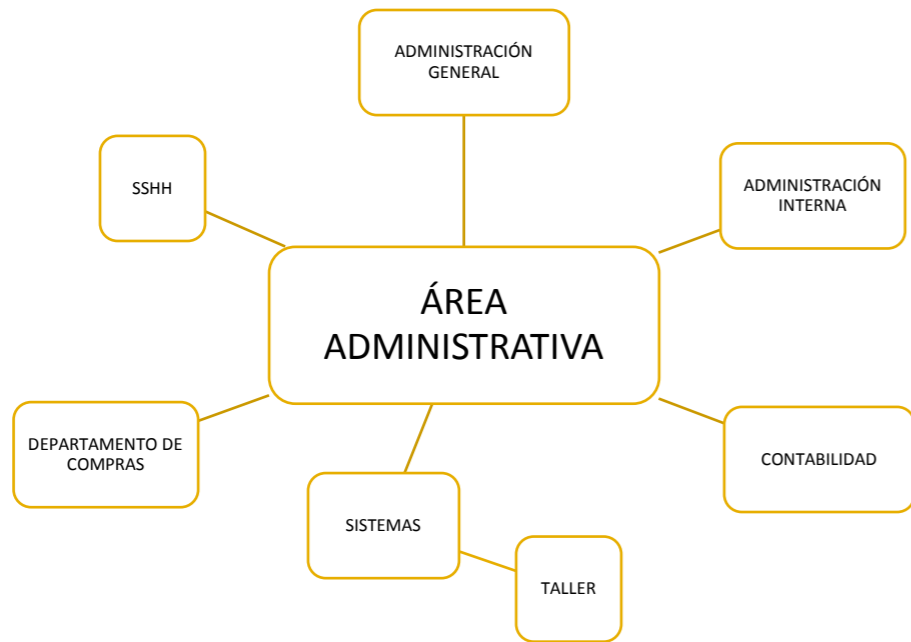 ADMINISTRACIÓN
GENERAL
SSHH
ADMINISTRACIÓN
INTERNA
ÁREA
ADMINISTRATIVA
DEPARTAMENTO DE
COMPRAS
CONTABILIDAD
SISTEMAS
TALLER